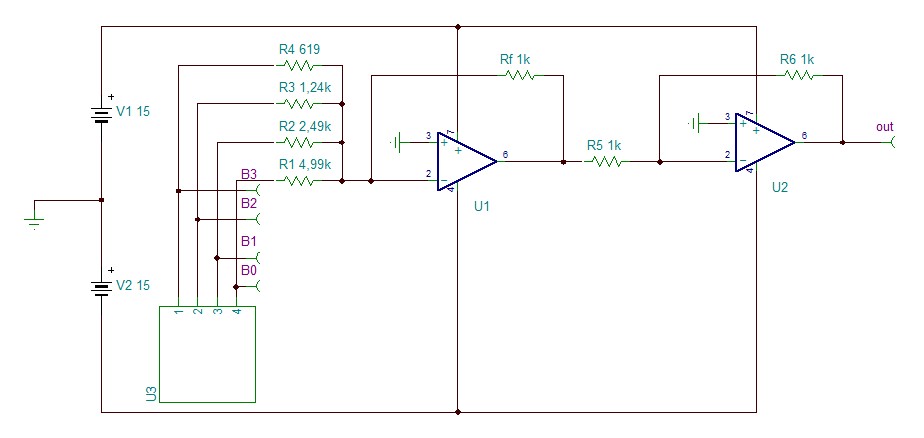 R4 619
Rf 1k
R6 1k
R3 1,24k
+
V1 15
R2 2,49k
3
7
+
+
6
2
−
4
U1
R5 1k
3
7
+
+
6
2
−
4
U2
out
R1 4,99k
B3
B2
B1
B0
+
V2 15
1
2
3
4
U3